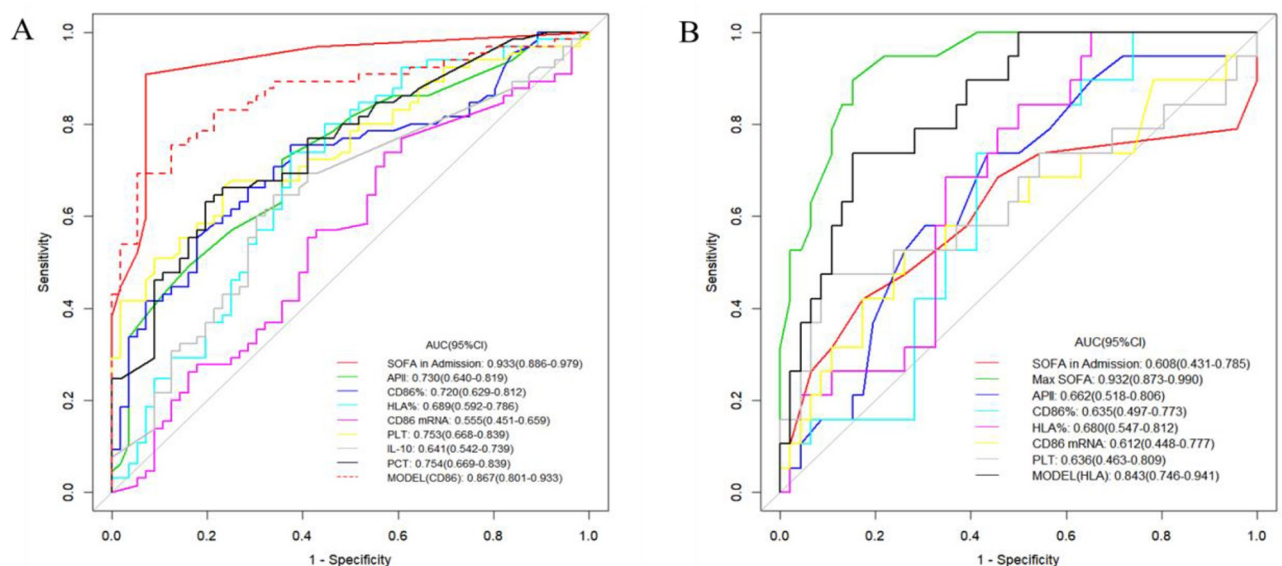 A
1.0
0.8
0.6
0.4
0.2
0.0
Sensitivity
AUC(95%CI)
SOFA in Admission: 0.933(0.886-0.979)
APII: 0.730(0.640-0.819)
CD86%: 0.720(0.629-0.812)
HLA%: 0.689(0.592-0.786)
CD86 mRNA: 0.555(0.451-0.659)
PLT: 0.753(0.668-0.839)
IL-10: 0.641(0.542-0.739)
PCT: 0.754(0.669-0.839)
MODEL(CD86): 0.867(0.801-0.933)
0.0 0.2 0.4 0.6 0.8 1.0
1 - Specificity
B
1.0
0.8
0.6
0.4
0.2
0.0
Sensitivity
AUC(95%CI)
SOFA in Admission: 0.608(0.431-0.785)
Max SOFA: 0.932(0.873-0.990)
APII: 0.662(0.518-0.806)
CD86%: 0.635(0.497-0.773)
HLA%: 0.680(0.547-0.812)
CD86 mRNA: 0.612(0.448-0.777)
PLT: 0.636(0.463-0.809)
MODEL(HLA): 0.843(0.746-0.941)
0.0 0.2 0.4 0.6 0.8 1.0
1 - Specificity